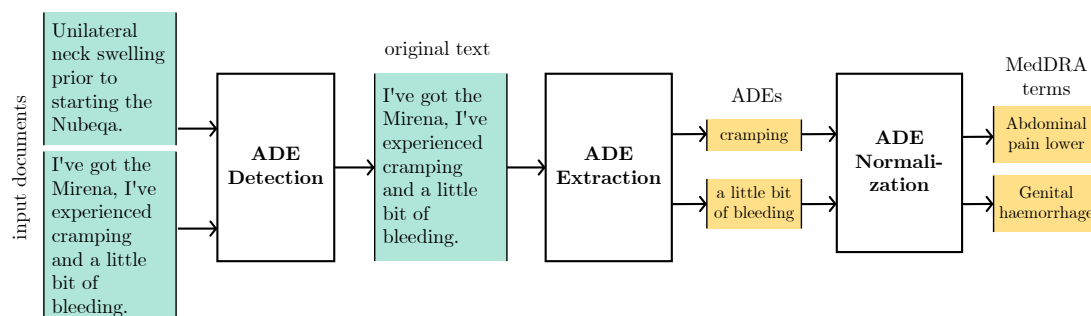 input documents
Unilateral
neck swelling
prior to
starting the
Nubeqa.
I've got the
Mirena, I've
experienced
cramping
and a little
bit of
bleeding.
ADE
Detection
original text
I've got the
Mirena, I've
experienced
cramping
and a little
bit of
bleeding.
ADE
Extraction
ADEs
cramping
a little bit
of bleeding
ADE
Normali-
zation
MedDRA
terms
Abdominal
pain lower
Genital
haemorrhage